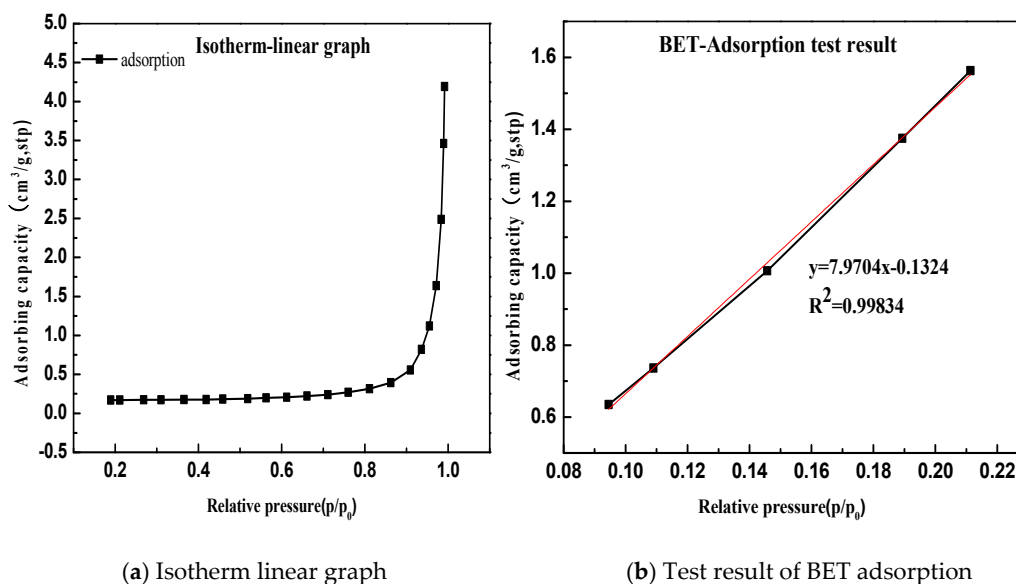 Isotherm-linear graph
adsorption
5.0
4.5
4.0
3.5
3.0
2.5
2.0
1.5
1.0
0.5
0.0
-0.5
Adsorbing capacity (cm³/g,stp)
0.2 0.4 0.6 0.8 1.0
Relative pressure(p/p₀)
(a) Isotherm linear graph
BET-Adsorption test result
1.6
1.4
1.2
1.0
0.8
0.6
Adsorbing capacity (cm³/g,stp)
y=7.9704x-0.1324
R²=0.99834
0.08 0.10 0.12 0.14 0.16 0.18 0.20 0.22
Relative pressure(p/p₀)
(b) Test result of BET adsorption